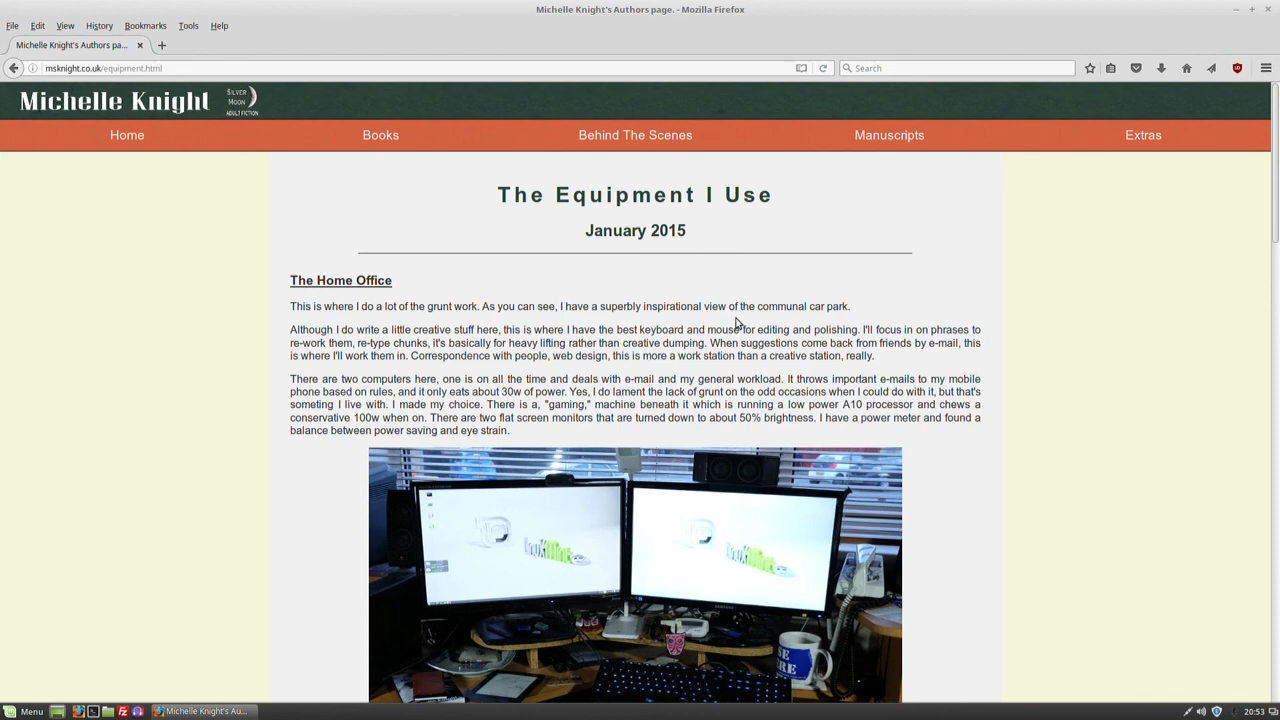 Michelle Knight's Authors page. - Mozilla Firefox
File Edit View History Bookmarks Tools Help
Michelle Knight's Authors pa...
msknight.co.uk/equipment.html
Search
Michelle Knight
SILVER
MOON
ADULT FICTION
Home Books Behind The Scenes Manuscripts Extras
The Equipment I Use
January 2015
The Home Office
This is where I do a lot of the grunt work. As you can see, I have a superbly inspirational view of the communal car park.
Although I do write a little creative stuff here, this is where I have the best keyboard and mouse for editing and polishing. I'll focus in on phrases to
re-work them, re-type chunks, it's basically for heavy lifting rather than creative dumping. When suggestions come back from friends by e-mail, this
is where I'll work them in. Correspondence with people, web design, this is more a work station than a creative station, really.
There are two computers here, one is on all the time and deals with e-mail and my general workload. It throws important e-mails to my mobile
phone based on rules, and it only eats about 30w of power. Yes, I do lament the lack of grunt on the odd occasions when I could do with it, but that's
someting I live with. I made my choice. There is a, "gaming," machine beneath it which is running a low power A10 processor and chews a
conservative 100w when on. There are two flat screen monitors that are turned down to about 50% brightness. I have a power meter and found a
balance between power saving and eye strain.
Menu
Michelle Knight's Au...
20:53